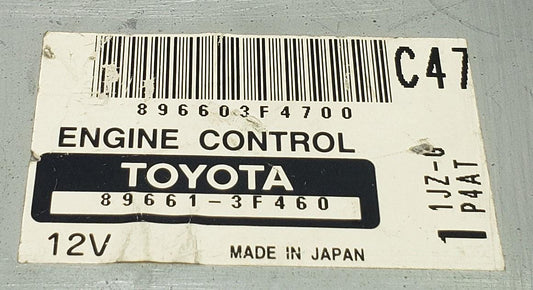 896603F4700
C47
ENGINE CONTROL
TOYOTA
89661-3F460
12V
MADE IN JAPAN
1JZ-G
1 P4AT